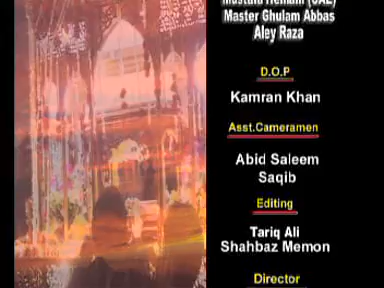 Master Ghulam Abbas
Aley Raza
D.O.P
Kamran Khan
Asst.Cameramen
Abid Saleem
Saqib
Editing
Tariq Ali
Shahbaz Memon
Director